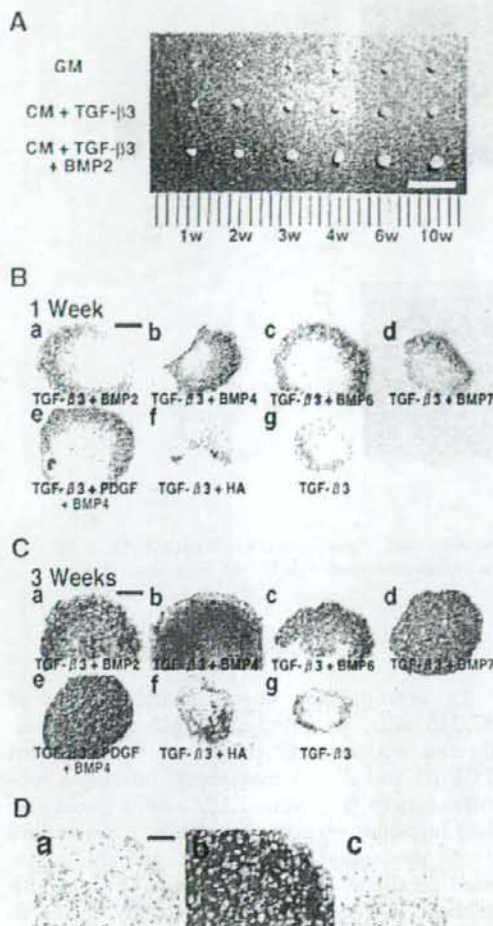 A
GM
CM + TGF-β3
CM + TGF-β3
+ BMP2
1w 2w 3w 4w 6w 10w
B
1 Week
a b c d
TGF-β3 + BMP2 TGF-β3 + BMP4 TGF-β3 + BMP6 TGF-β3 + BMP7
e f g
TGF-β3 + PDGF TGF-β3 + HA TGF-β3
+ BMP4
C
3 Weeks
a b c d
TGF-β3 + BMP2 TGF-β3 + BMP4 TGF-β3 + BMP6 TGF-β3 + BMP7
e f g
TGF-β3 + PDGF TGF-β3 + HA TGF-β3
+ BMP4
D
a b c